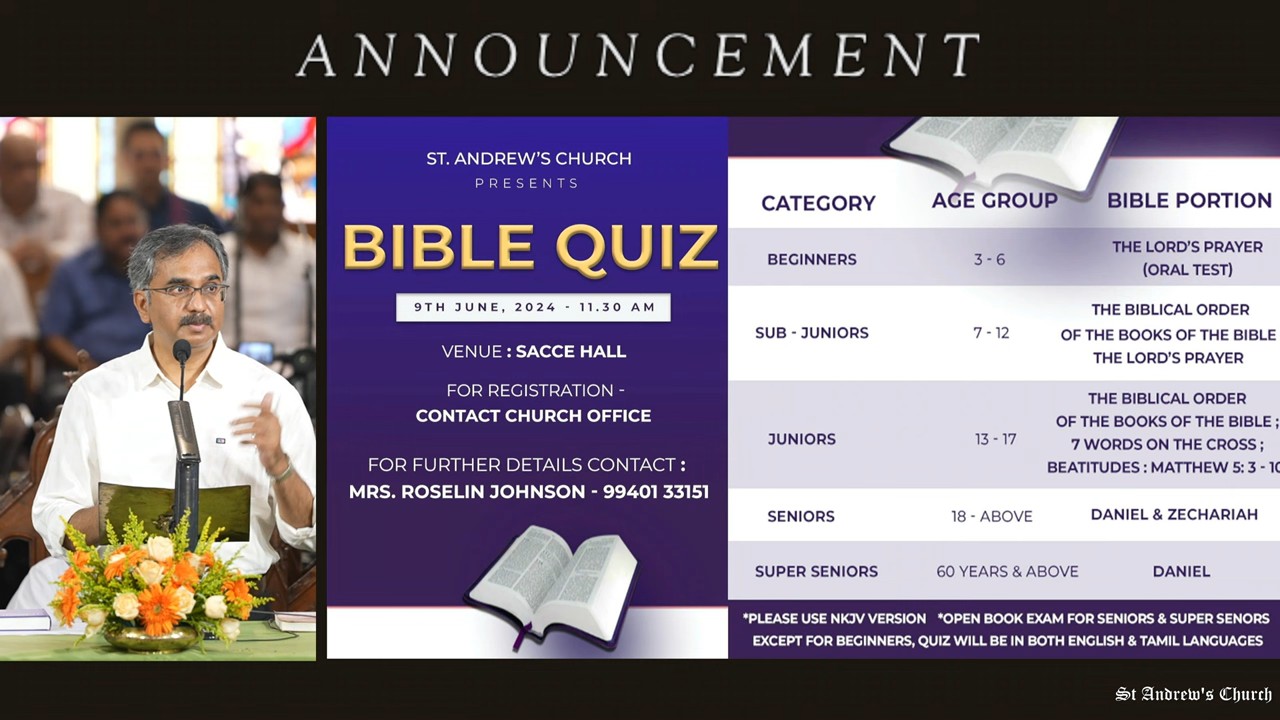 ANNOUNCEMENT
ST. ANDREW'S CHURCH
PRESENTS
BIBLE QUIZ
9TH JUNE, 2024 - 11.30 AM
VENUE : SACCE HALL
FOR REGISTRATION -
CONTACT CHURCH OFFICE
FOR FURTHER DETAILS CONTACT :
MRS. ROSELIN JOHNSON - 99401 33151
CATEGORY AGE GROUP BIBLE PORTION
BEGINNERS 3 - 6 THE LORD'S PRAYER
(ORAL TEST)
SUB - JUNIORS 7 - 12 THE BIBLICAL ORDER
OF THE BOOKS OF THE BIBLE
THE LORD'S PRAYER
JUNIORS 13 - 17 THE BIBLICAL ORDER
OF THE BOOKS OF THE BIBLE ;
7 WORDS ON THE CROSS ;
BEATITUDES : MATTHEW 5: 3 - 10
SENIORS 18 - ABOVE DANIEL & ZECHARIAH
SUPER SENIORS 60 YEARS & ABOVE DANIEL
*PLEASE USE NKJV VERSION *OPEN BOOK EXAM FOR SENIORS & SUPER SENORS
EXCEPT FOR BEGINNERS, QUIZ WILL BE IN BOTH ENGLISH & TAMIL LANGUAGES
St Andrew's Church